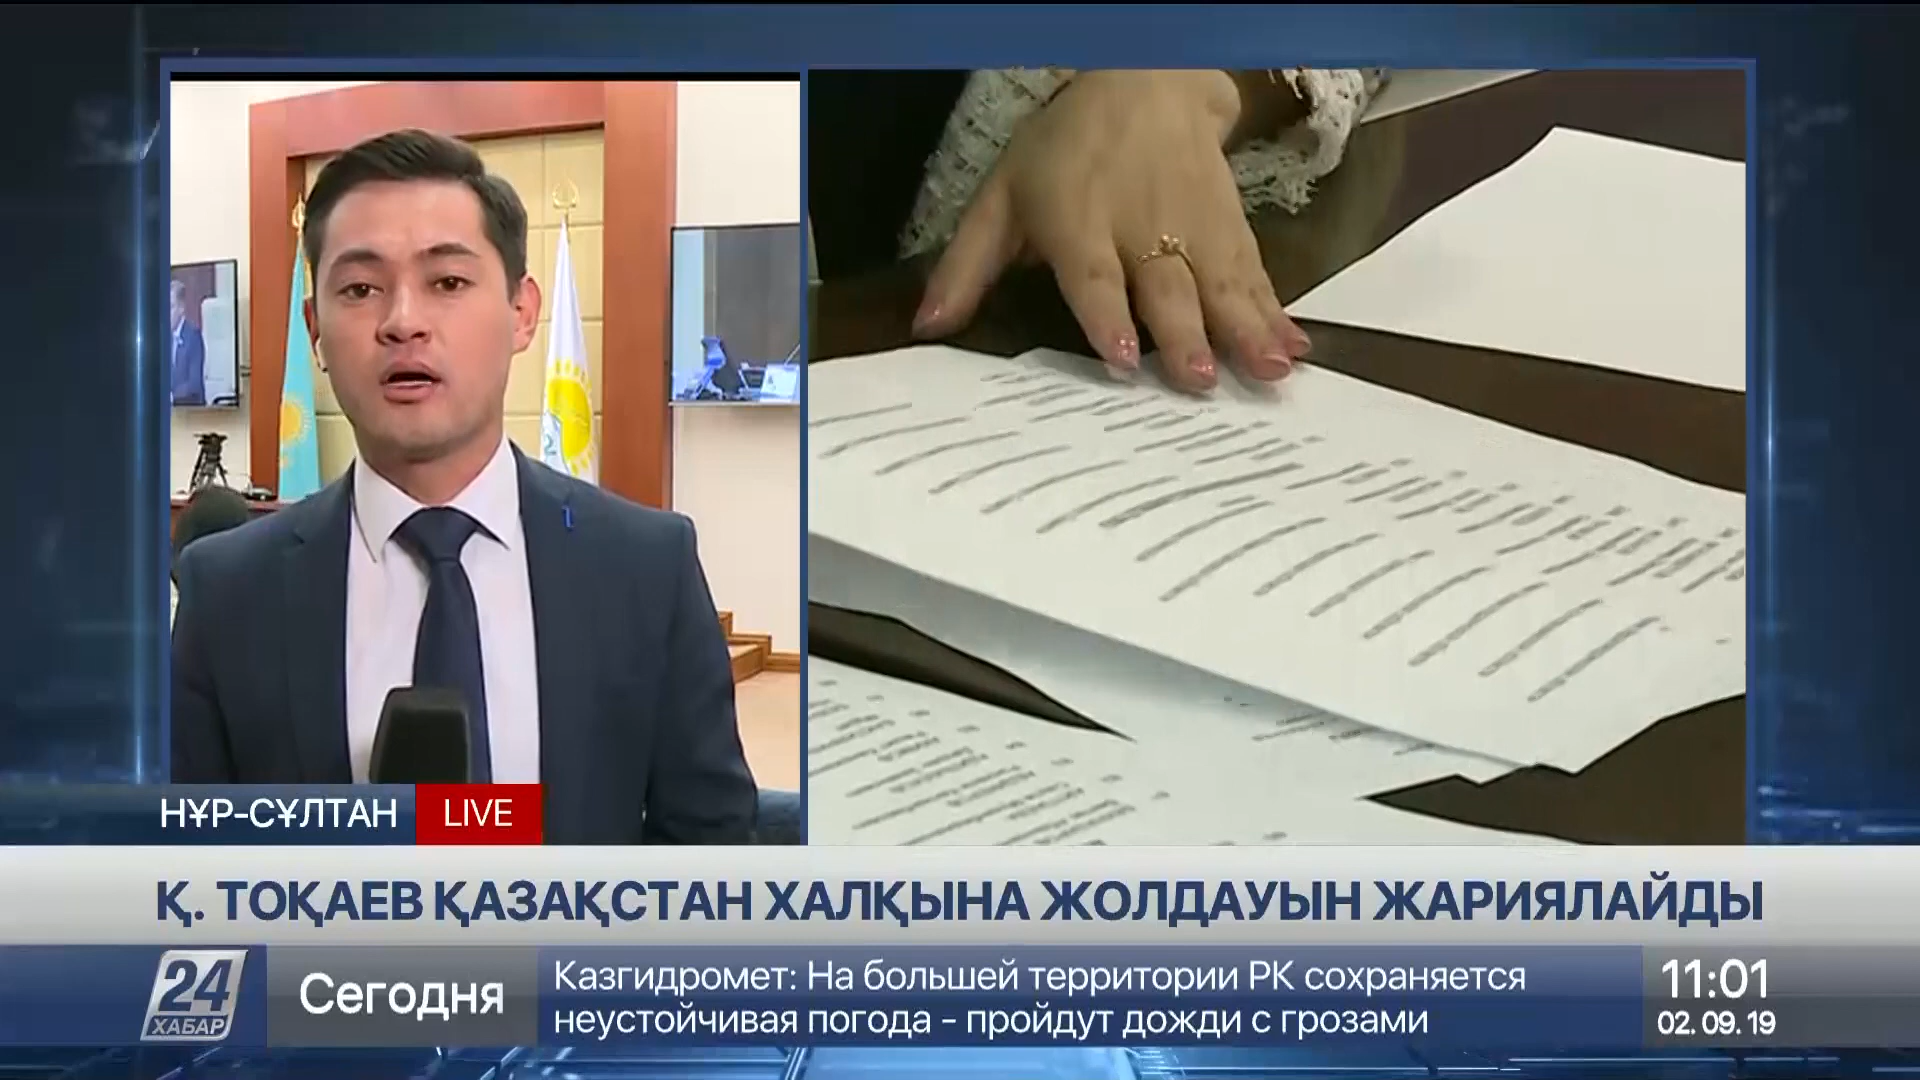 НҰР-СҰЛТАН LIVE
Қ. ТОҚАЕВ ҚАЗАҚСТАН ХАЛҚЫНА ЖОЛДАУЫН ЖАРИЯЛАЙДЫ
24
ХАБАР
Сегодня
Казгидромет: На большей территории РК сохраняется
неустойчивая погода - пройдут дожди с грозами
11:01
02. 09. 19